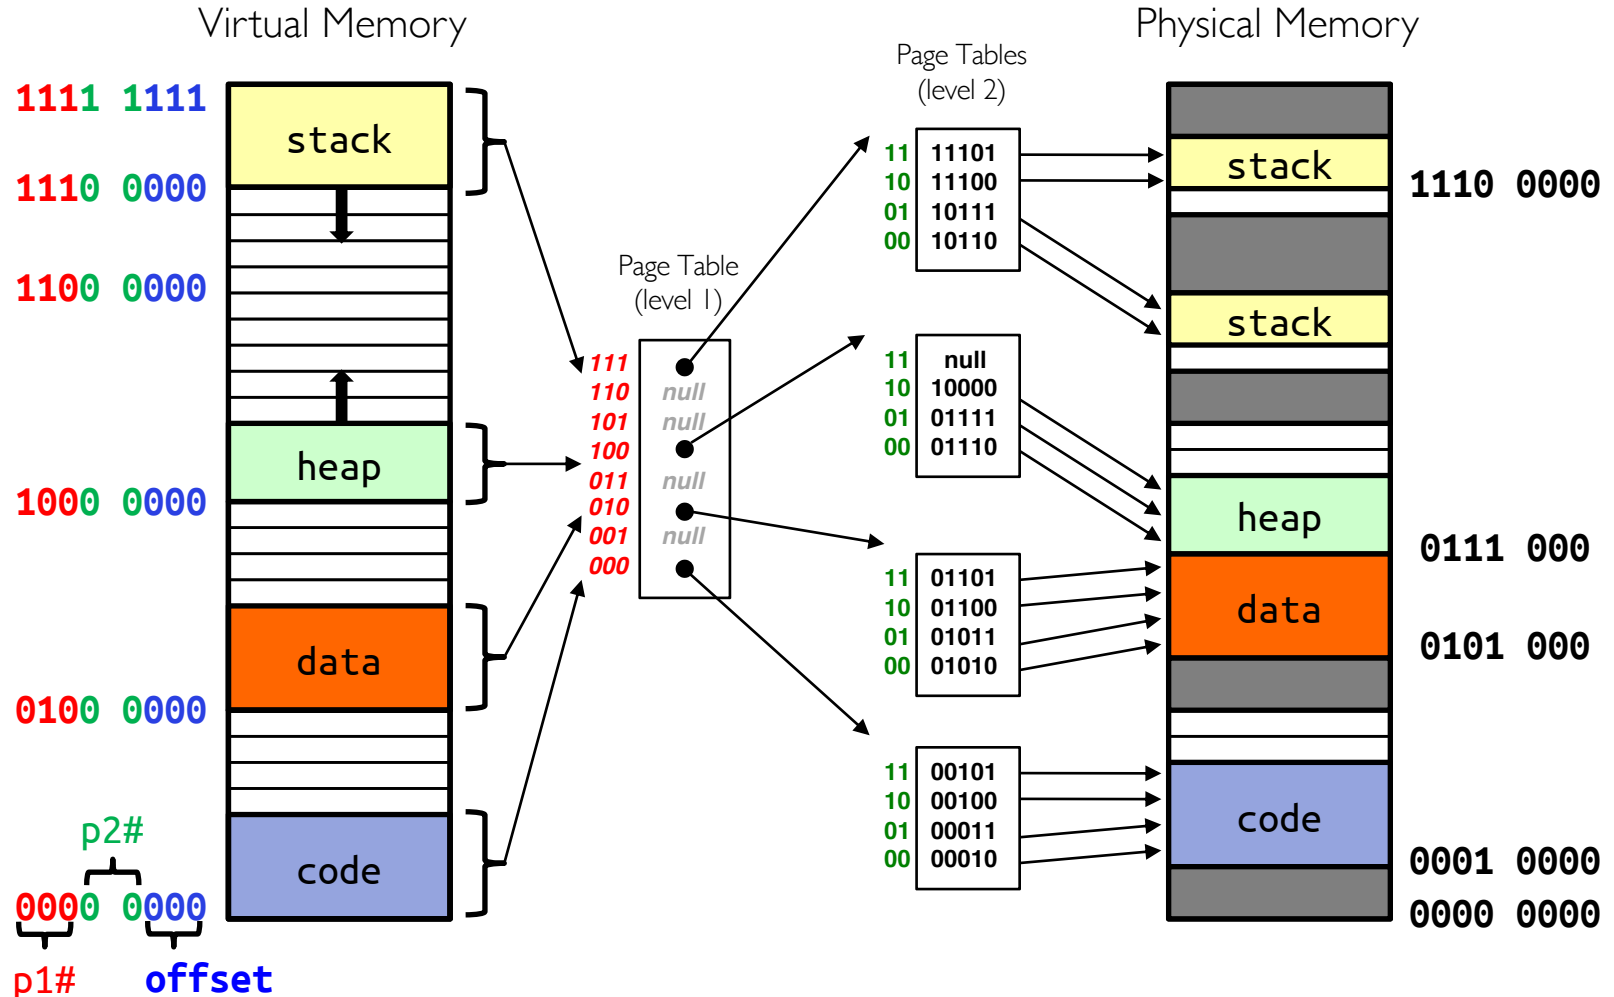 Virtual Memory
1111 1111
stack
1110 0000
1100 0000
heap
1000 0000
data
0100 0000
p2#
code
0000 0000
p1#
offset
Page Table
(level 1)
111
110 null
101 null
100
011 null
010
001 null
000
Page Tables
(level 2)
11 11101
10 11100
01 10111
00 10110
11 null
10 10000
01 01111
00 01110
11 01101
10 01100
01 01011
00 01010
11 00101
10 00100
01 00011
00 00010
Physical Memory
stack
1110 0000
stack
heap
0111 000
data
0101 000
code
0001 0000
0000 0000